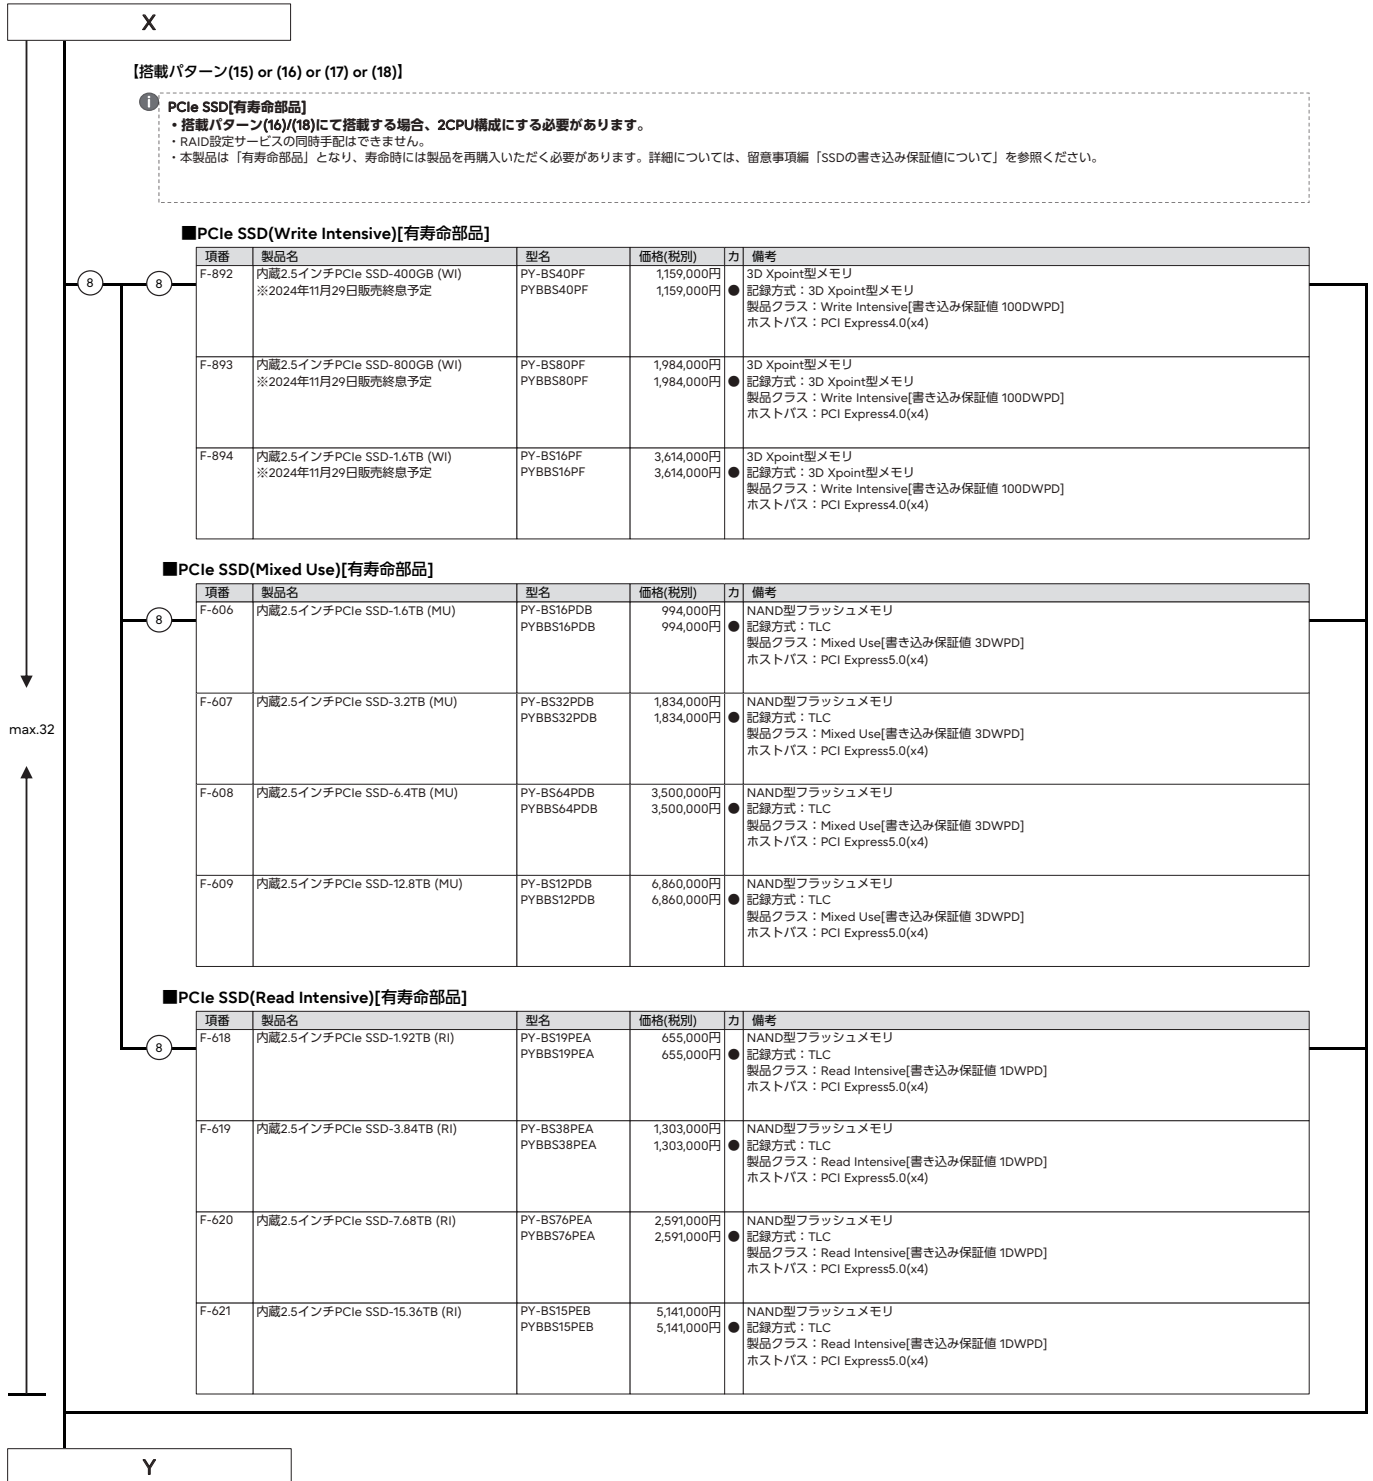 X
【搭載パターン(15) or (16) or (17) or (18)】
i PCIe SSD[有寿命部品]
・搭載パターン(16)/(18)にて搭載する場合、2CPU構成にする必要があります。
・RAID設定サービスの同時手配はできません。
・本製品は「有寿命部品」となり、寿命時には製品を再購入いただく必要があります。詳細については、留意事項編「SSDの書き込み保証値について」を参照ください。
■PCIe SSD(Write Intensive)[有寿命部品]
項番 製品名 型名 価格(税別) カ 備考
8 8 F-892 内蔵2.5インチPCIe SSD-400GB (WI) PY-BS40PF 1,159,000円 3D Xpoint型メモリ
※2024年11月29日販売終息予定 PYBBS40PF 1,159,000円 ● 記録方式：3D Xpoint型メモリ
製品クラス：Write Intensive[書き込み保証値 100DWPD]
ホストバス：PCI Express4.0(x4)
F-893 内蔵2.5インチPCIe SSD-800GB (WI) PY-BS80PF 1,984,000円 3D Xpoint型メモリ
※2024年11月29日販売終息予定 PYBBS80PF 1,984,000円 ● 記録方式：3D Xpoint型メモリ
製品クラス：Write Intensive[書き込み保証値 100DWPD]
ホストバス：PCI Express4.0(x4)
F-894 内蔵2.5インチPCIe SSD-1.6TB (WI) PY-BS16PF 3,614,000円 3D Xpoint型メモリ
※2024年11月29日販売終息予定 PYBBS16PF 3,614,000円 ● 記録方式：3D Xpoint型メモリ
製品クラス：Write Intensive[書き込み保証値 100DWPD]
ホストバス：PCI Express4.0(x4)
■PCIe SSD(Mixed Use)[有寿命部品]
項番 製品名 型名 価格(税別) カ 備考
8 F-606 内蔵2.5インチPCIe SSD-1.6TB (MU) PY-BS16PDB 994,000円 NAND型フラッシュメモリ
PYBBS16PDB 994,000円 ● 記録方式：TLC
製品クラス：Mixed Use[書き込み保証値 3DWPD]
ホストバス：PCI Express5.0(x4)
F-607 内蔵2.5インチPCIe SSD-3.2TB (MU) PY-BS32PDB 1,834,000円 NAND型フラッシュメモリ
PYBBS32PDB 1,834,000円 ● 記録方式：TLC
max.32
製品クラス：Mixed Use[書き込み保証値 3DWPD]
ホストバス：PCI Express5.0(x4)
F-608 内蔵2.5インチPCIe SSD-6.4TB (MU) PY-BS64PDB 3,500,000円 NAND型フラッシュメモリ
PYBBS64PDB 3,500,000円 ● 記録方式：TLC
製品クラス：Mixed Use[書き込み保証値 3DWPD]
ホストバス：PCI Express5.0(x4)
F-609 内蔵2.5インチPCIe SSD-12.8TB (MU) PY-BS12PDB 6,860,000円 NAND型フラッシュメモリ
PYBBS12PDB 6,860,000円 ● 記録方式：TLC
製品クラス：Mixed Use[書き込み保証値 3DWPD]
ホストバス：PCI Express5.0(x4)
■PCIe SSD(Read Intensive)[有寿命部品]
項番 製品名 型名 価格(税別) カ 備考
8 F-618 内蔵2.5インチPCIe SSD-1.92TB (RI) PY-BS19PEA 655,000円 NAND型フラッシュメモリ
PYBBS19PEA 655,000円 ● 記録方式：TLC
製品クラス：Read Intensive[書き込み保証値 1DWPD]
ホストバス：PCI Express5.0(x4)
F-619 内蔵2.5インチPCIe SSD-3.84TB (RI) PY-BS38PEA 1,303,000円 NAND型フラッシュメモリ
PYBBS38PEA 1,303,000円 ● 記録方式：TLC
製品クラス：Read Intensive[書き込み保証値 1DWPD]
ホストバス：PCI Express5.0(x4)
F-620 内蔵2.5インチPCIe SSD-7.68TB (RI) PY-BS76PEA 2,591,000円 NAND型フラッシュメモリ
PYBBS76PEA 2,591,000円 ● 記録方式：TLC
製品クラス：Read Intensive[書き込み保証値 1DWPD]
ホストバス：PCI Express5.0(x4)
F-621 内蔵2.5インチPCIe SSD-15.36TB (RI) PY-BS15PEB 5,141,000円 NAND型フラッシュメモリ
PYBBS15PEB 5,141,000円 ● 記録方式：TLC
製品クラス：Read Intensive[書き込み保証値 1DWPD]
ホストバス：PCI Express5.0(x4)
Y